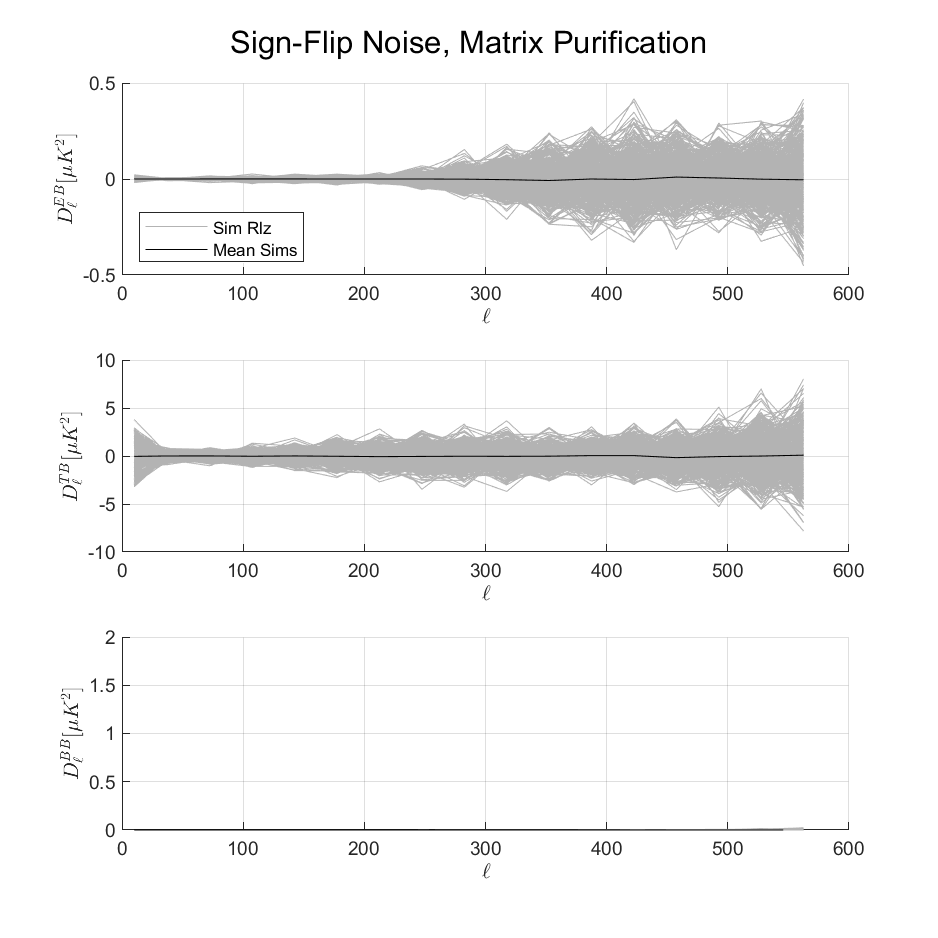 Sign-Flip Noise, Matrix Purification
0.5
0
-0.5
D_ℓ^{EB}[μK^2]
Sim Rlz
Mean Sims
0 100 200 300 400 500 600
ℓ
10
5
0
-5
-10
D_ℓ^{TB}[μK^2]
0 100 200 300 400 500 600
ℓ
2
1.5
1
0.5
0
D_ℓ^{BB}[μK^2]
0 100 200 300 400 500 600
ℓ